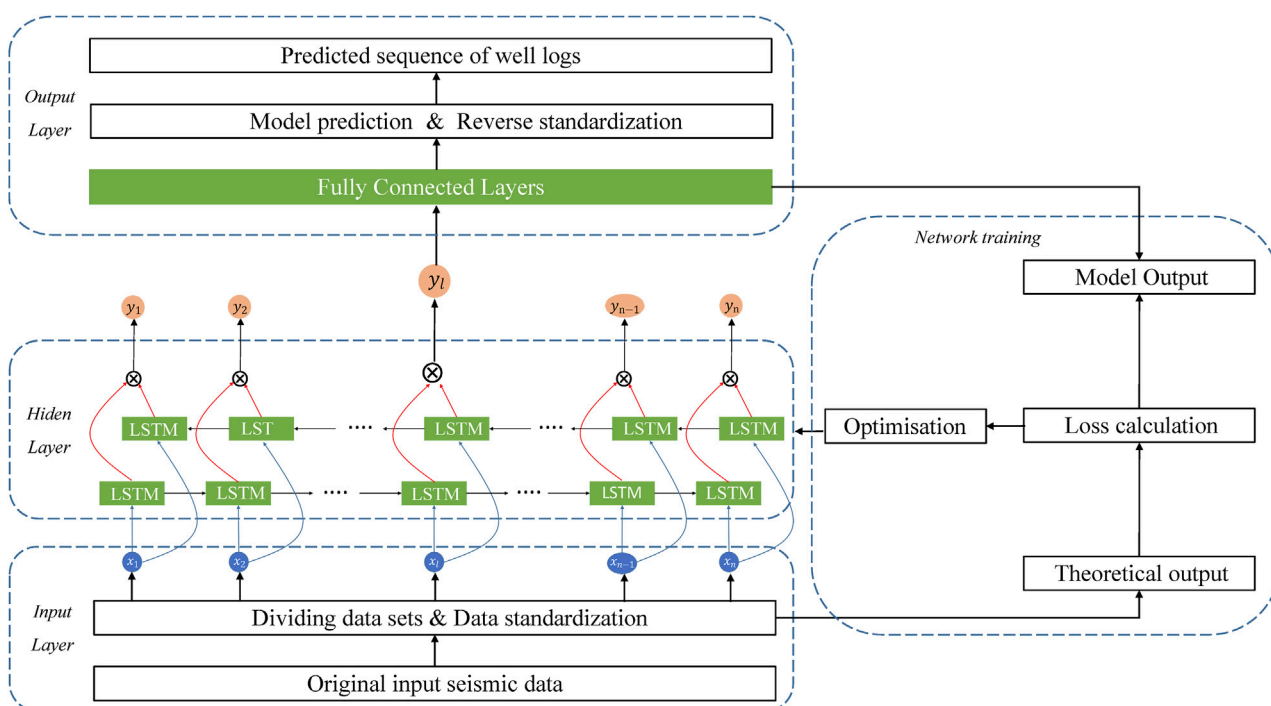 Predicted sequence of well logs
Output
Layer
Model prediction & Reverse standardization
Fully Connected Layers
Network training
Model Output
y₁
y₂
yₗ
yₙ₋₁
yₙ
Hiden
Layer
LSTM
LST
....
LSTM
....
LSTM
LSTM
Optimisation
Loss calculation
LSTM
LSTM
....
LSTM
....
LSTM
LSTM
x₁
x₂
xₗ
xₙ₋₁
xₙ
Theoretical output
Input
Layer
Dividing data sets & Data standardization
Original input seismic data